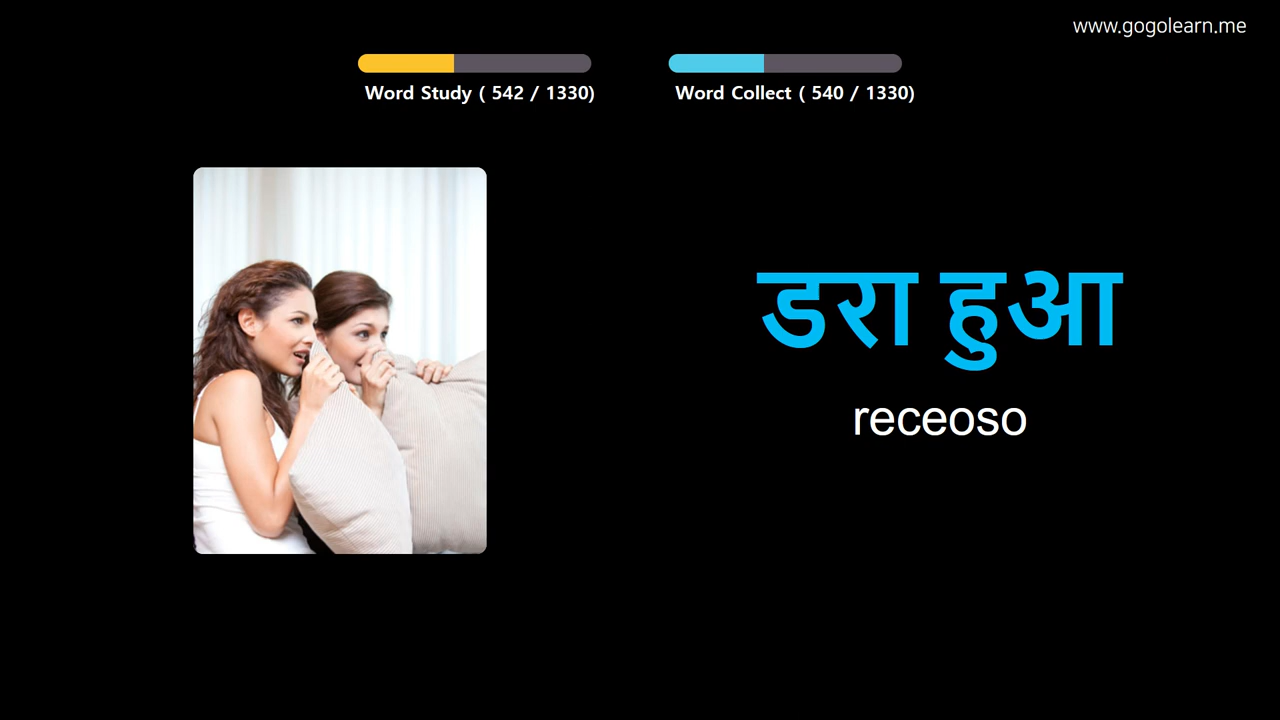 www.gogolearn.me
Word Study ( 542 / 1330)
Word Collect ( 540 / 1330)
डरा हुआ
receoso